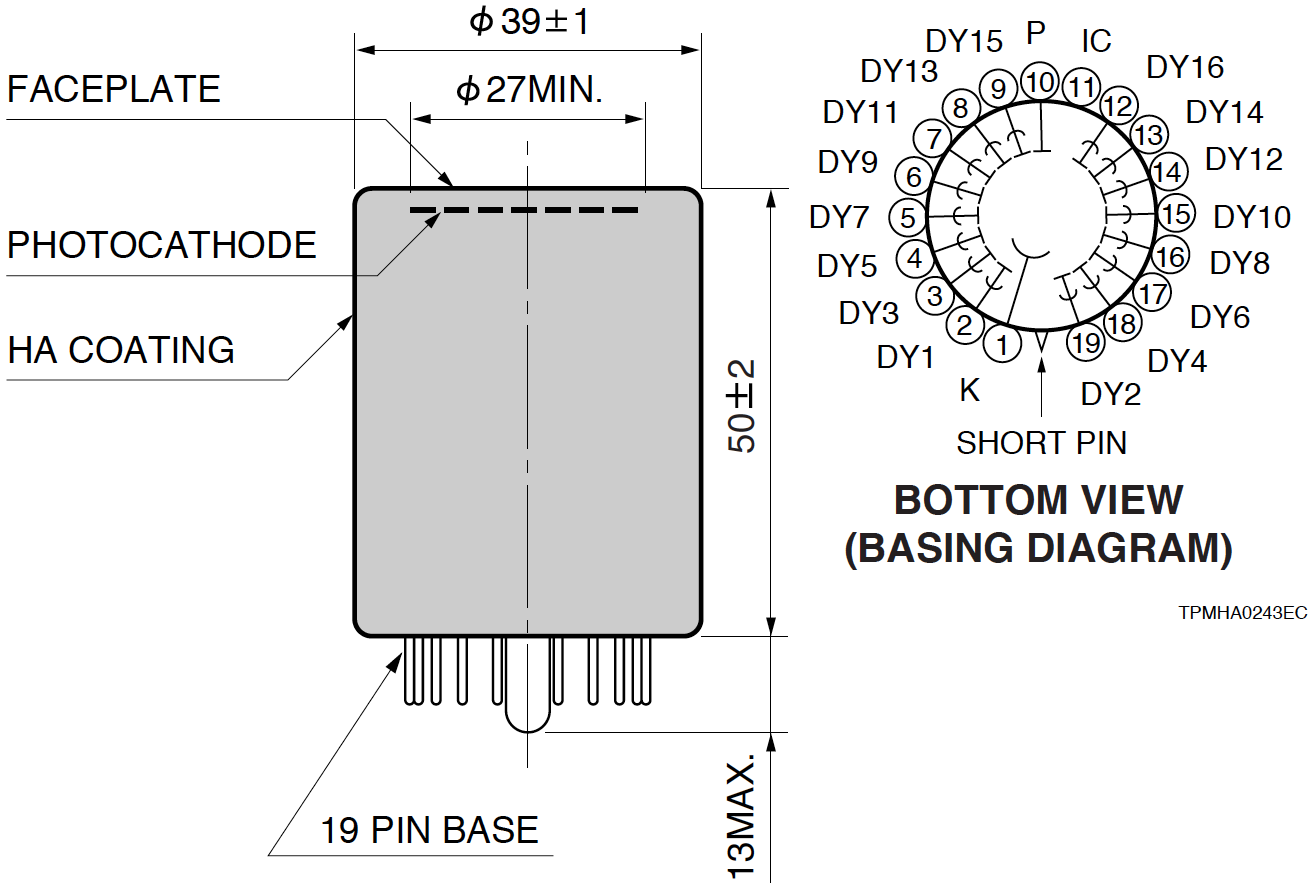 ϕ 39±1
ϕ 27MIN.
FACEPLATE
PHOTOCATHODE
HA COATING
50±2
13MAX.
19 PIN BASE
DY15 P IC
DY13 DY16
DY11 DY14
DY9 DY12
DY7 DY10
DY5 DY8
DY3 DY6
DY1 DY4
K DY2
1
2
3
4
5
6
7
8
9
10
11
12
13
14
15
16
17
18
19
SHORT PIN
BOTTOM VIEW
(BASING DIAGRAM)
TPMHA0243EC